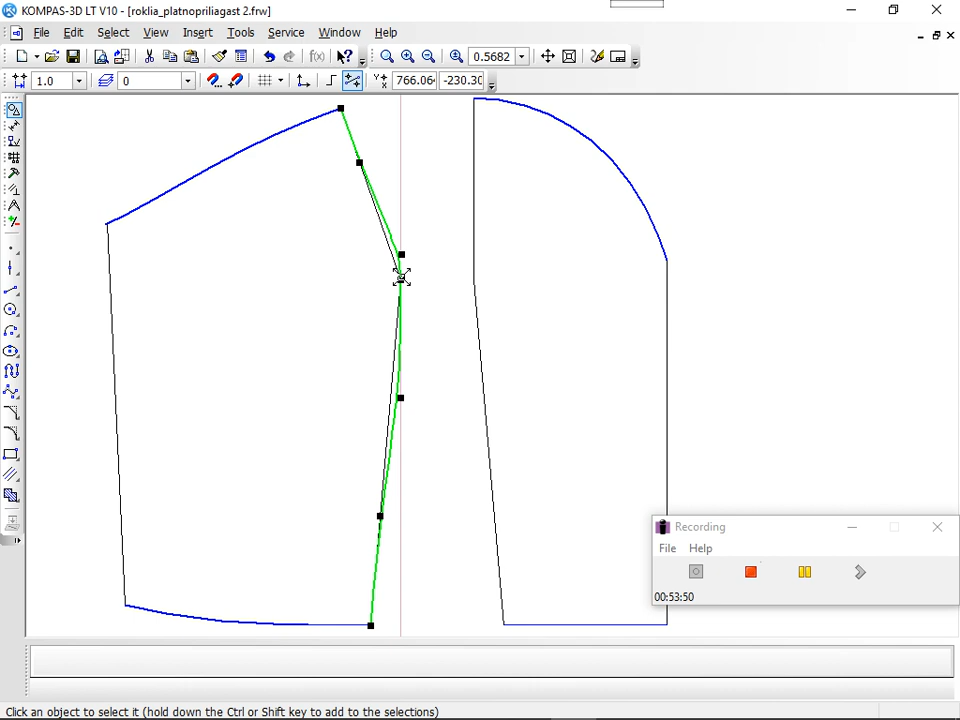 KOMPAS-3D LT V10 - [roklia_platnopriliagast 2.frw]
File Edit Select View Insert Tools Service Window Help
0.5682
1.0 0 766.064 -230.30
Recording
File Help
00:53:50
Click an object to select it (hold down the Ctrl or Shift key to add to the selections)